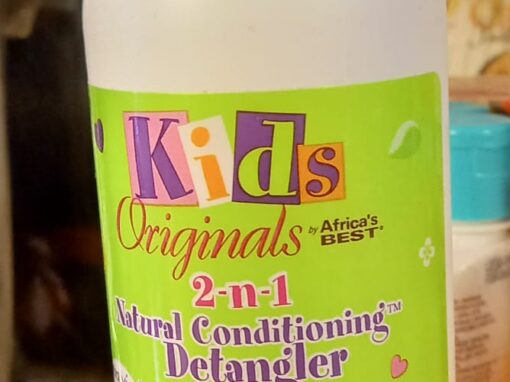 Kids
Originals by Africa's
BEST®
2-n-1
Natural Conditioning™
Detangler